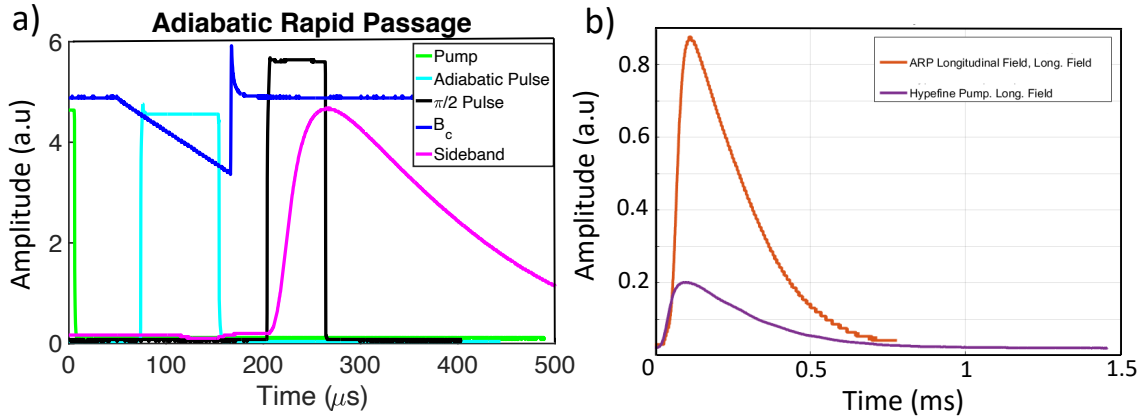 a)
Adiabatic Rapid Passage
6
4
2
0
0
100
200
300
400
500
Amplitude (a.u)
Time (μs)
Pump
Adiabatic Pulse
π/2 Pulse
B_c
Sideband
b)
0.8
0.6
0.4
0.2
0
0.5
1
1.5
Amplitude (a.u)
Time (ms)
ARP Longitudinal Field, Long. Field
Hypefine Pump. Long. Field